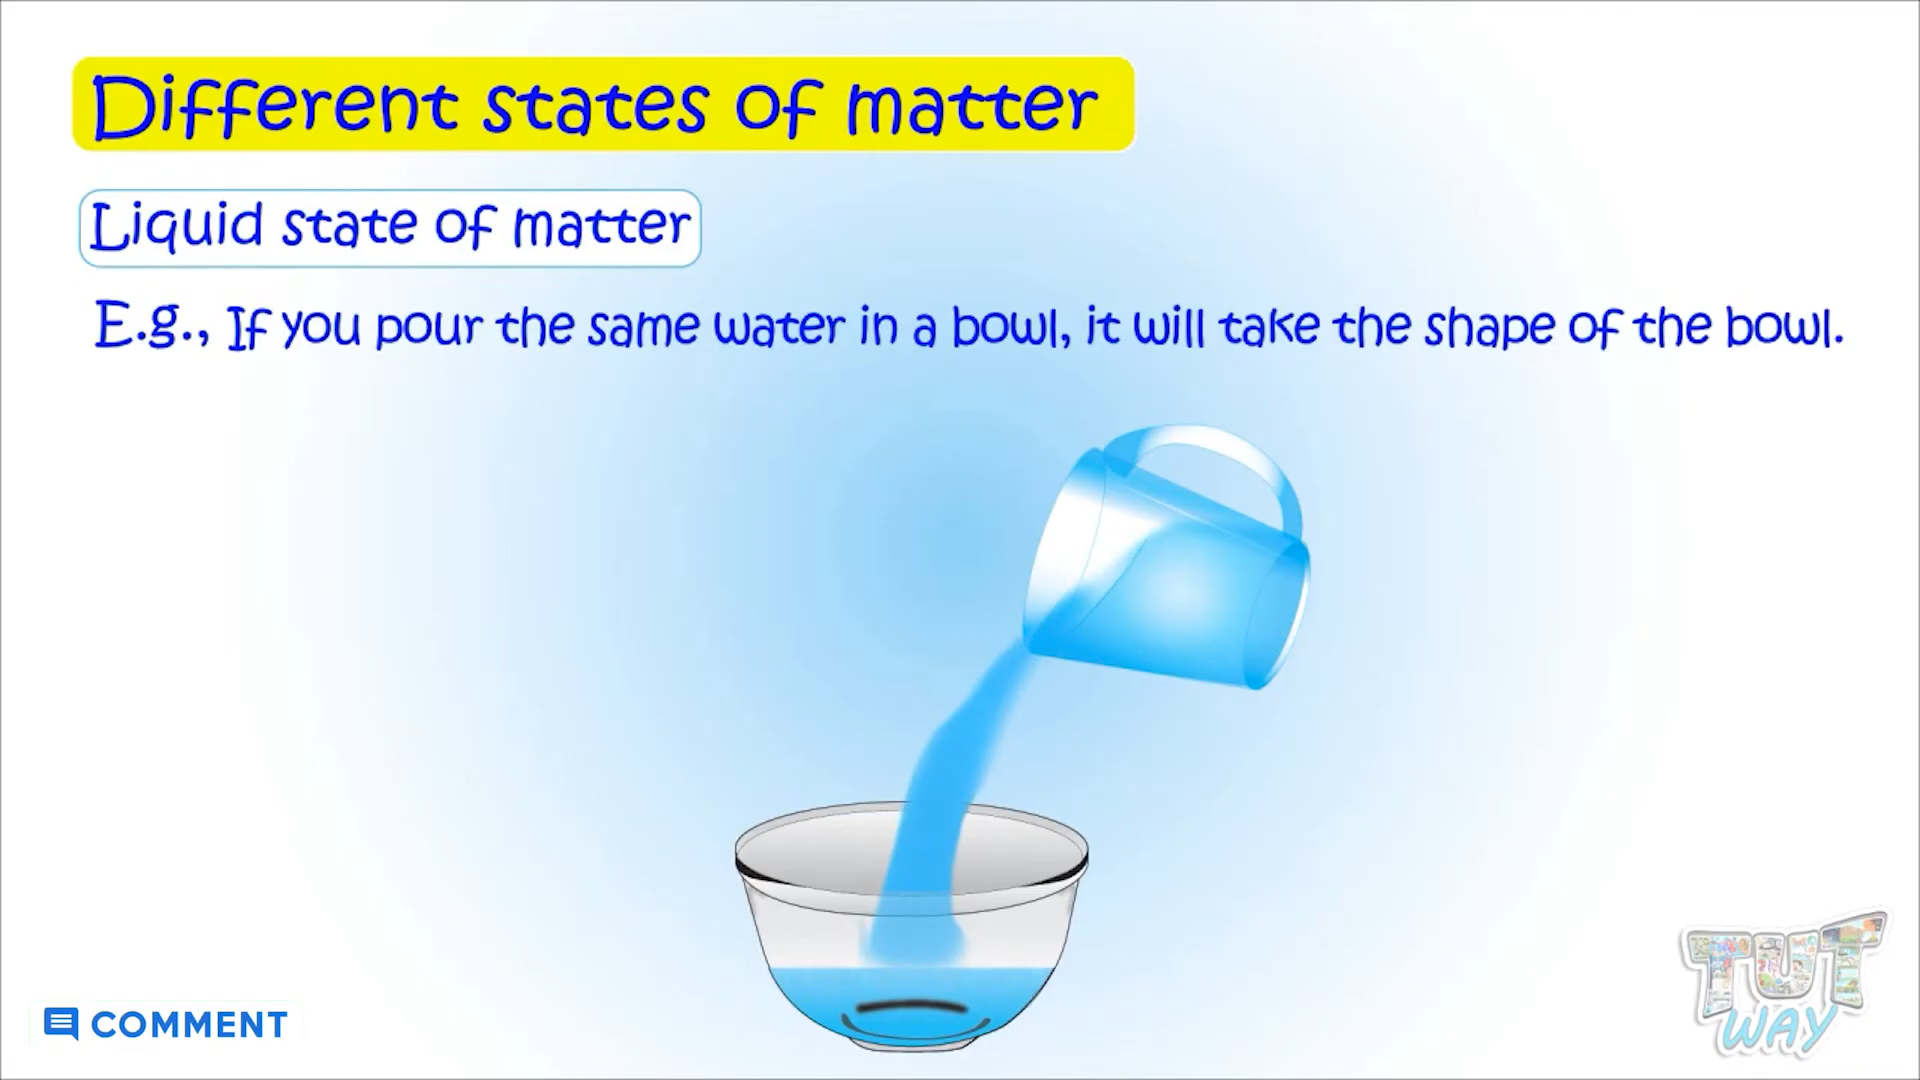 Different states of matter
Liquid state of matter
E.g., If you pour the same water in a bowl, it will take the shape of the bowl.
COMMENT
TUT
WAY